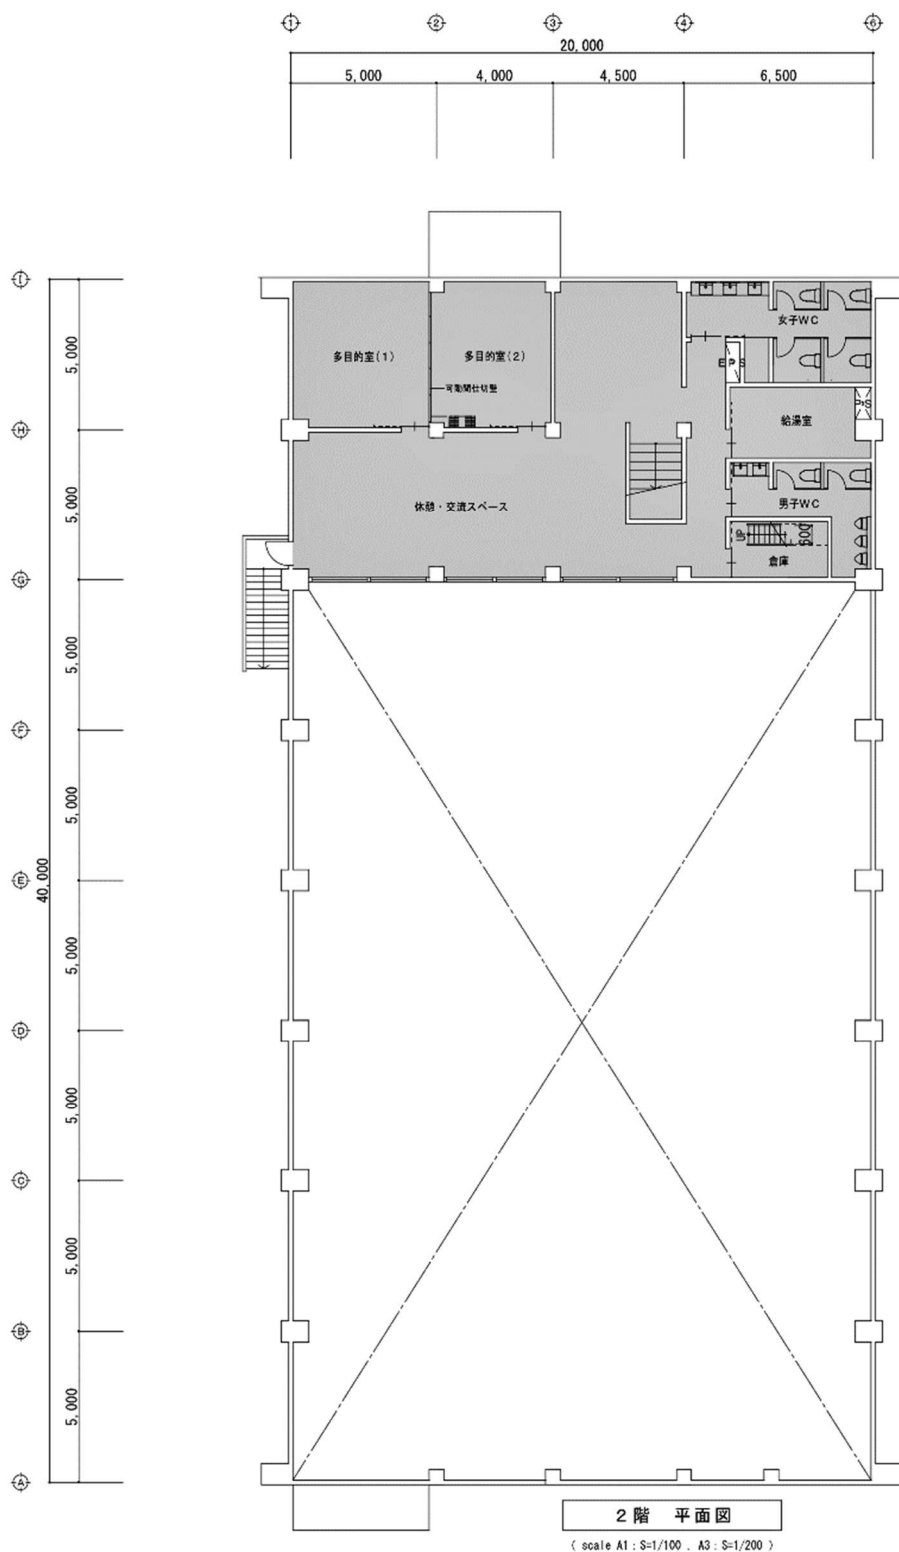 1 2 3 4 6
20,000
5,000 4,000 4,500 6,500
I
5,000
女子WC
多目的室(1)
多目的室(2)
EPS
可動間仕切壁
PS
H
給湯室
5,000
休憩・交流スペース
男子WC
UP
600
倉庫
G
5,000
F
5,000
E
40,000
5,000
D
5,000
C
5,000
B
5,000
A
2階 平面図
( scale A1 : S=1/100 . A3 : S=1/200 )